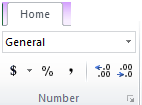 Home
General
$ % , .0 .00 .00 .0
Number